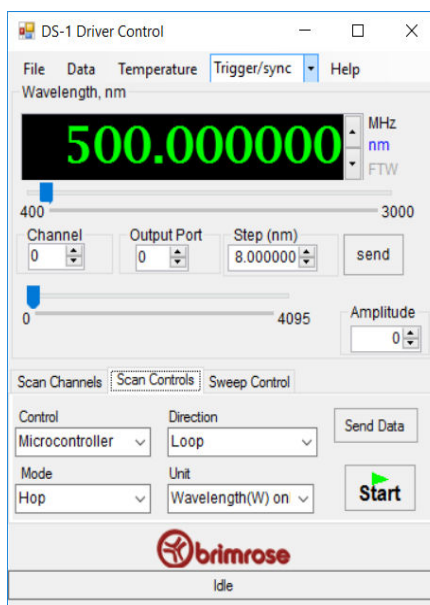 DS-1 Driver Control
File Data Temperature Trigger/sync Help
Wavelength, nm
500.000000
MHz
nm
FTW
400 3000
Channel Output Port Step (nm)
0 0 8.000000 send
0 4095
Amplitude
0
Scan Channels Scan Controls Sweep Control
Control Direction
Microcontroller Loop Send Data
Mode Unit
Hop Wavelength(W) on Start
brimrose
Idle